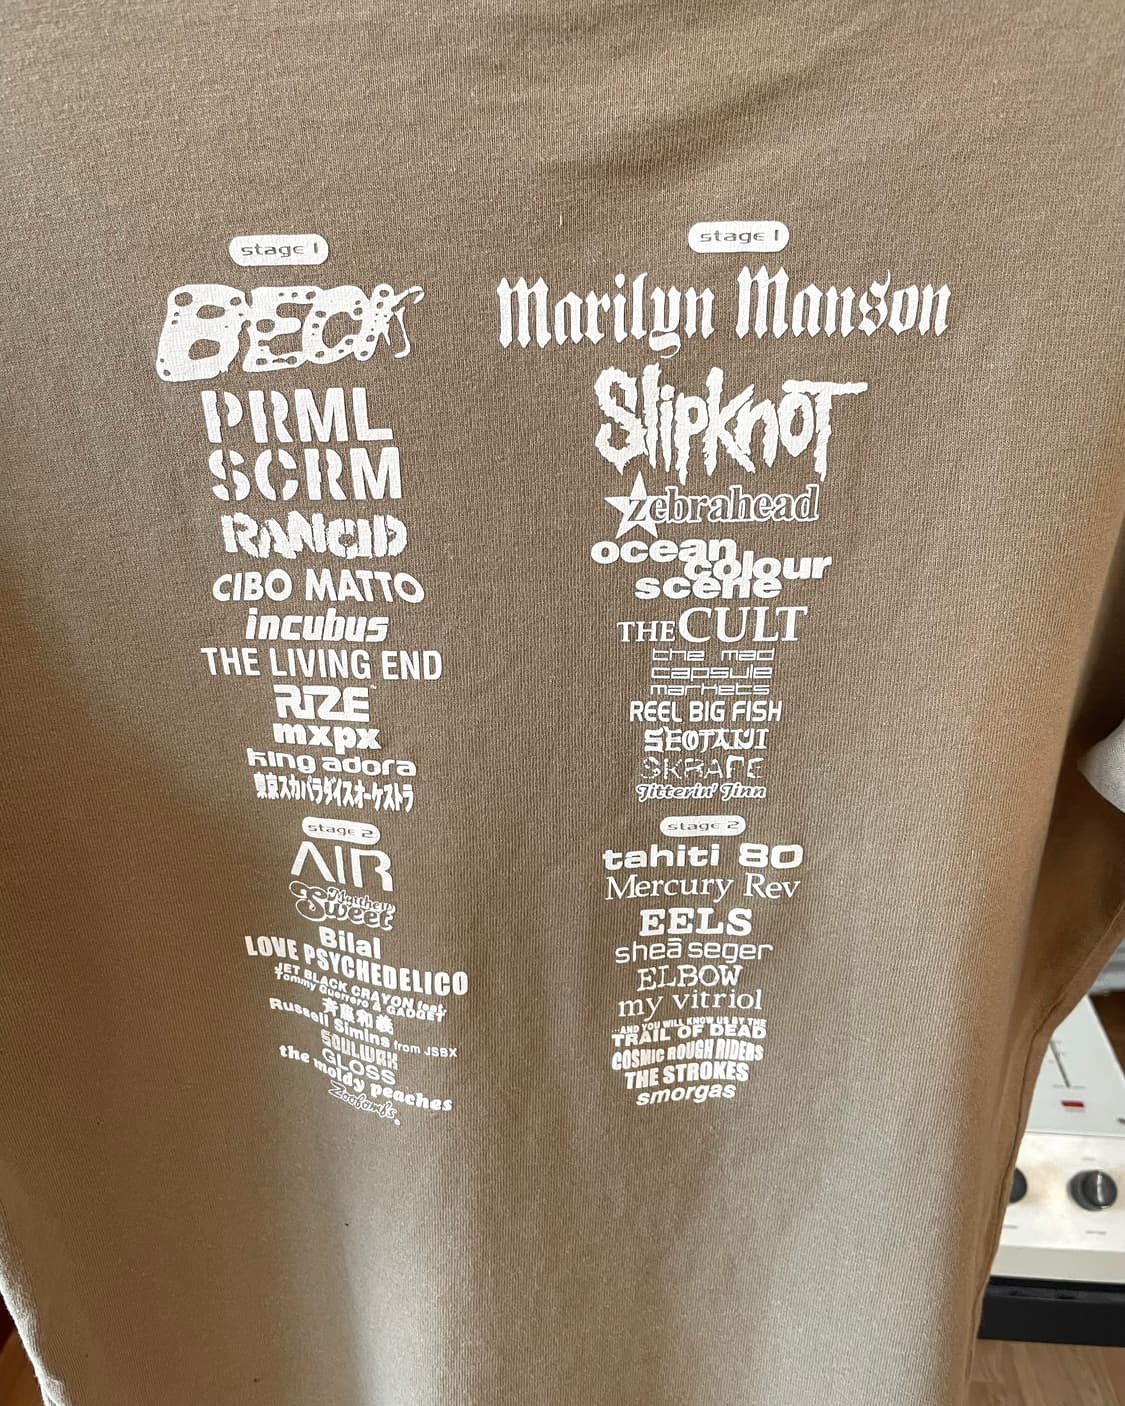 stage 1
BECK
PRML
SCRM
RANCID
CIBO MATTO
incubus
THE LIVING END
RIZE
mxpx
king adora
東京スカパラダイスオーケストラ
stage 2
AIR
Matthew
Sweet
Bilal
LOVE PSYCHEDELICO
JET BLACK CRAYON feat.
Tommy Guerrero & GADGET
斉藤和義
Russell Simins from JSBX
SOULWAX
GLOSS
the moldy peaches
Zoobombs.
stage 1
Marilyn Manson
Slipknot
zebrahead
ocean
colour
scene
THE CULT
the mad
capsule
markets
REEL BIG FISH
SEOTAIJI
SKRAPE
Jitterin' Jinn
stage 2
tahiti 80
Mercury Rev
EELS
shea seger
ELBOW
my vitriol
...AND YOU WILL KNOW US BY THE
TRAIL OF DEAD
COSMIC ROUGH RIDERS
THE STROKES
smorgas